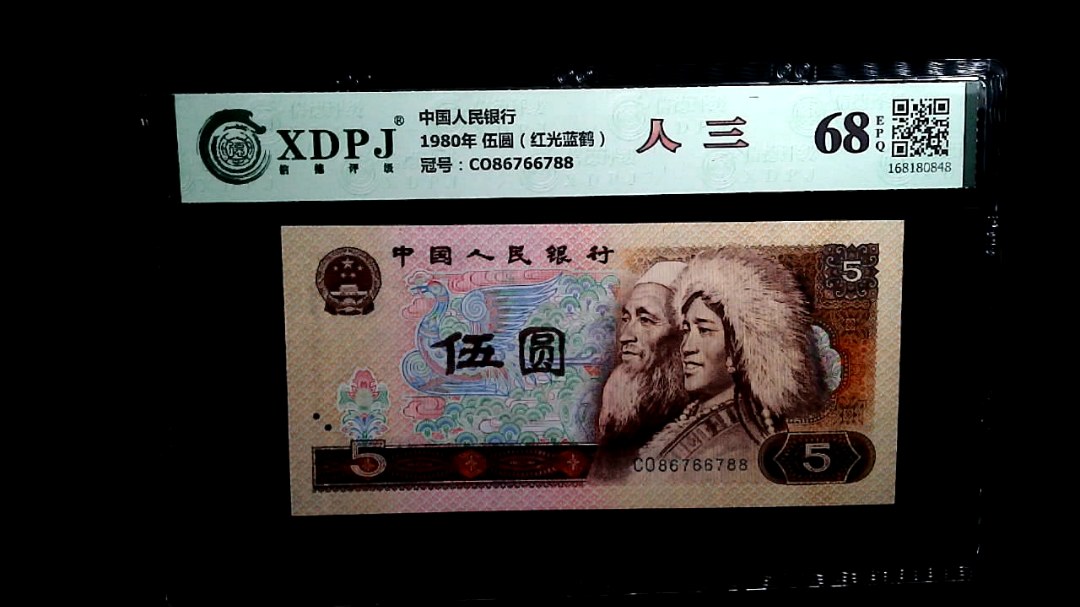 XDPJ®
信德评级
中国人民银行
1980年 伍圆（红光蓝鹤）
冠号：CO86766788
人三
68
EPQ
168180848
中国人民银行
5
伍圆
5
CO86766788
5